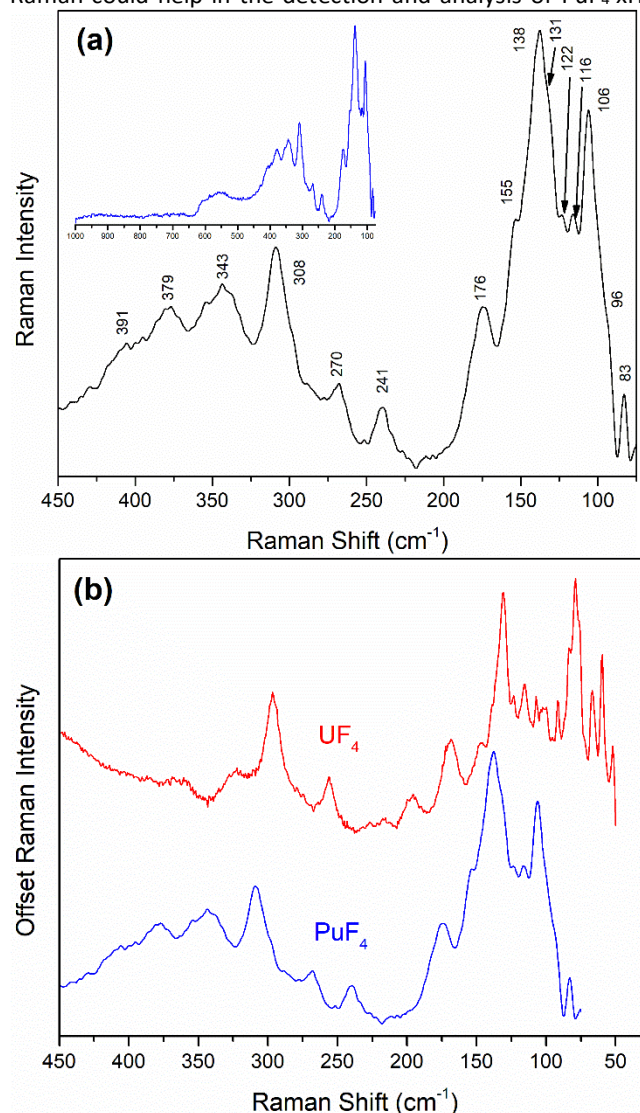 Raman could help in the detection and analysis of PuF4·xH
(a)
138
131
122
116
106
155
96
83
176
241
270
308
343
379
391
1000 900 800 700 600 500 400 300 200 100
Raman Intensity
450 400 350 300 250 200 150 100
Raman Shift (cm⁻¹)
(b)
UF₄
PuF₄
Offset Raman Intensity
450 400 350 300 250 200 150 100 50
Raman Shift (cm⁻¹)